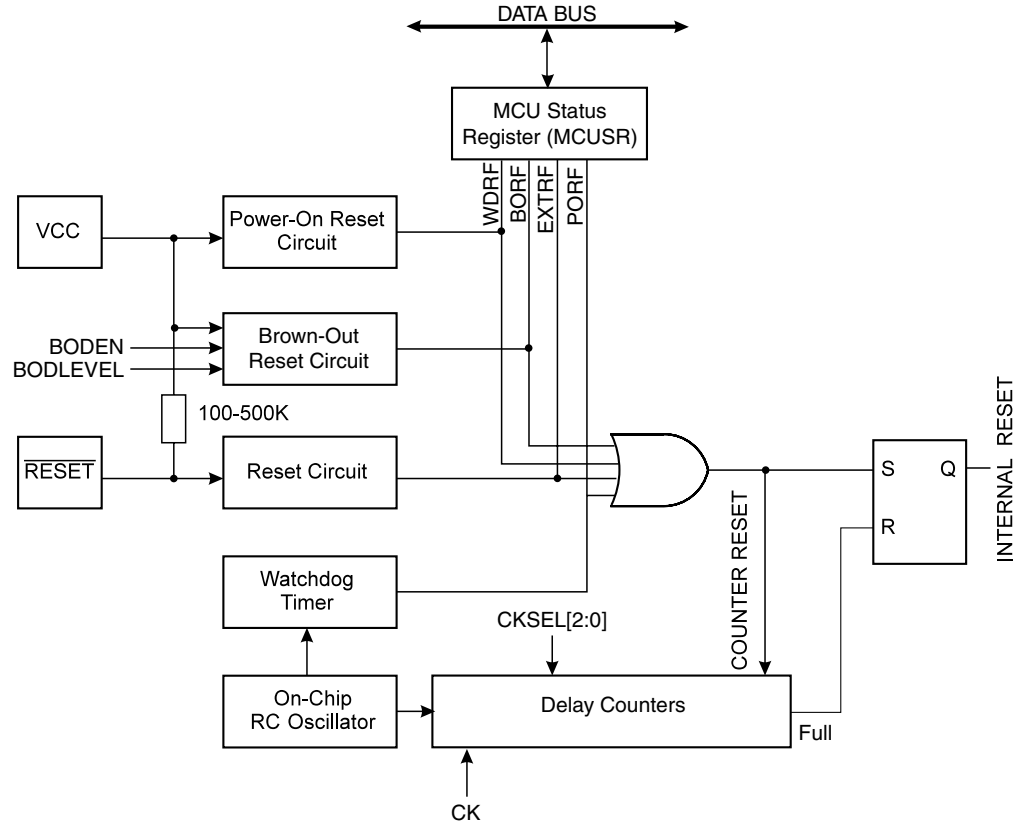 DATA BUS
MCU Status
Register (MCUSR)
WDRF
BORF
EXTRF
PORF
VCC
Power-On Reset
Circuit
BODEN
BODLEVEL
Brown-Out
Reset Circuit
100-500K
RESET
Reset Circuit
S
Q
R
INTERNAL RESET
COUNTER RESET
Watchdog
Timer
CKSEL[2:0]
On-Chip
RC Oscillator
Delay Counters
Full
CK